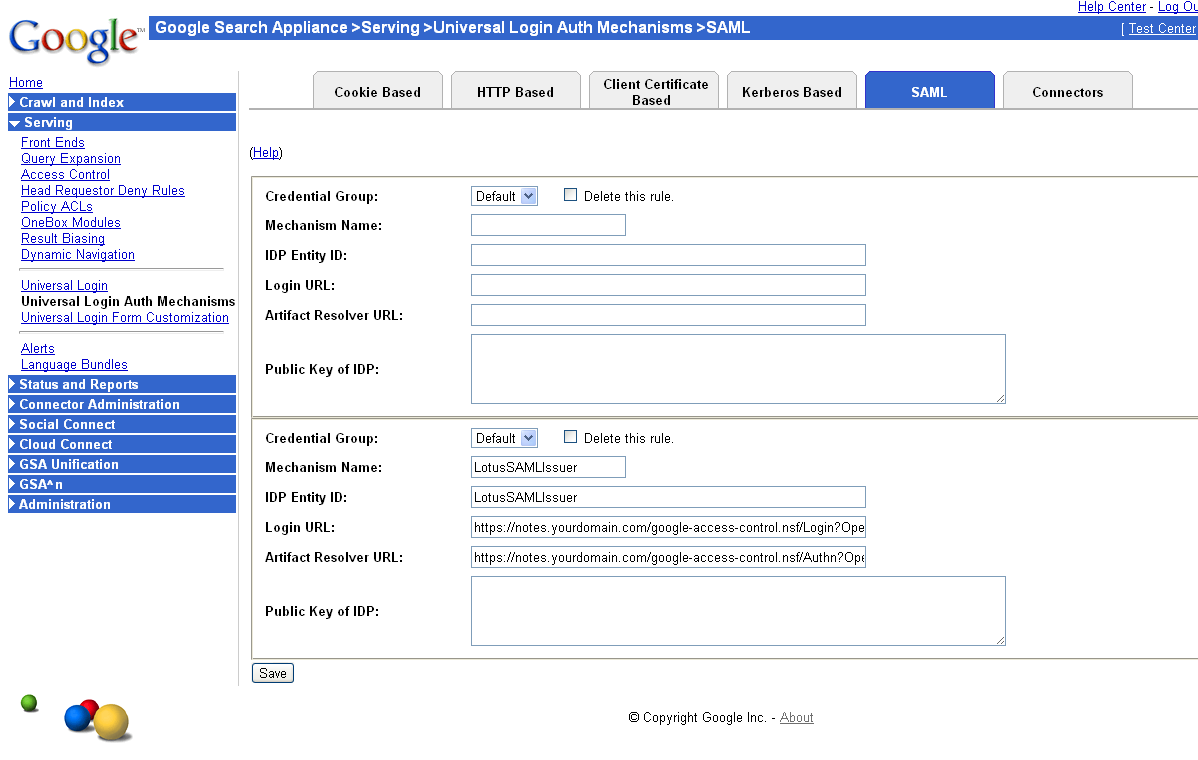 Help Center - Log Ou
Google™
Google Search Appliance >Serving >Universal Login Auth Mechanisms >SAML
[ Test Center
Home
Crawl and Index
Serving
Front Ends
Query Expansion
Access Control
Head Requestor Deny Rules
Policy ACLs
OneBox Modules
Result Biasing
Dynamic Navigation
Universal Login
Universal Login Auth Mechanisms
Universal Login Form Customization
Alerts
Language Bundles
Status and Reports
Connector Administration
Social Connect
Cloud Connect
GSA Unification
GSA^n
Administration
Cookie Based
HTTP Based
Client Certificate
Based
Kerberos Based
SAML
Connectors
(Help)
Credential Group: Default Delete this rule.
Mechanism Name:
IDP Entity ID:
Login URL:
Artifact Resolver URL:
Public Key of IDP:
Credential Group: Default Delete this rule.
Mechanism Name: LotusSAMLIssuer
IDP Entity ID: LotusSAMLIssuer
Login URL: https://notes.yourdomain.com/google-access-control.nsf/Login?Ope
Artifact Resolver URL: https://notes.yourdomain.com/google-access-control.nsf/Authn?Ope
Public Key of IDP:
Save
© Copyright Google Inc. - About